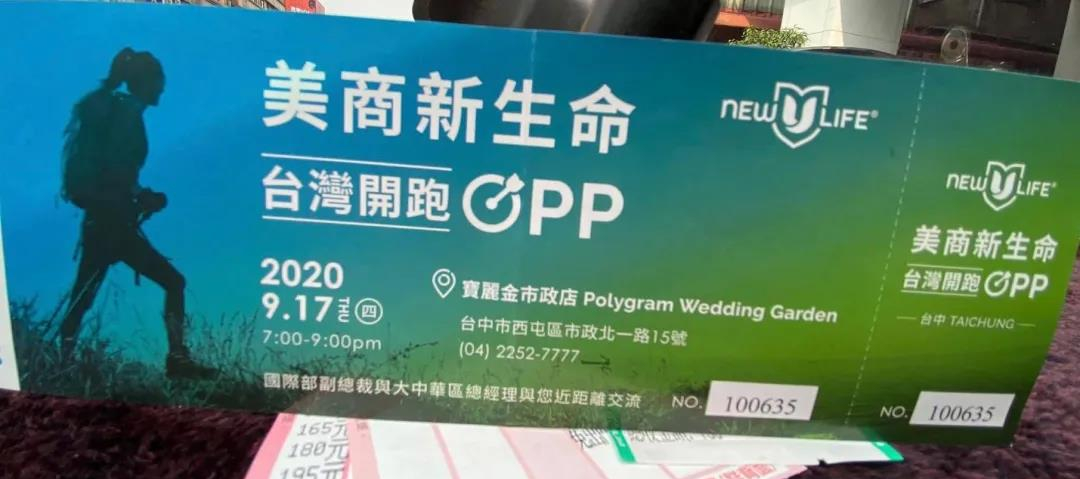 美商新生命
NEW U LIFE®
台灣開跑 OPP
2020
9.17 THU 四
7:00-9:00pm
寶麗金市政店 Polygram Wedding Garden
台中市西屯區市政北一路15號
(04) 2252-7777
國際部副總裁與大中華區總經理與您近距離交流
NO. 100635
NEW U LIFE®
美商新生命
台灣開跑 OPP
台中 TAICHUNG
NO. 100635
165元
180元
195元